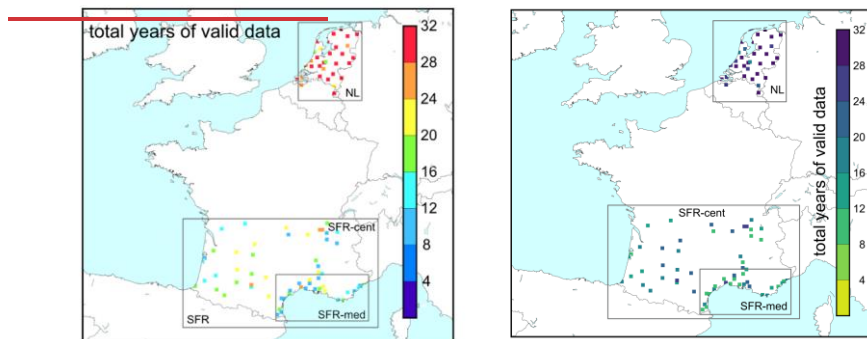 total years of valid data
32
28
24
20
16
12
8
4
NL
SFR-cent
SFR
SFR-med
32
28
24
20
16
12
8
4
total years of valid data
NL
SFR-cent
SFR-med